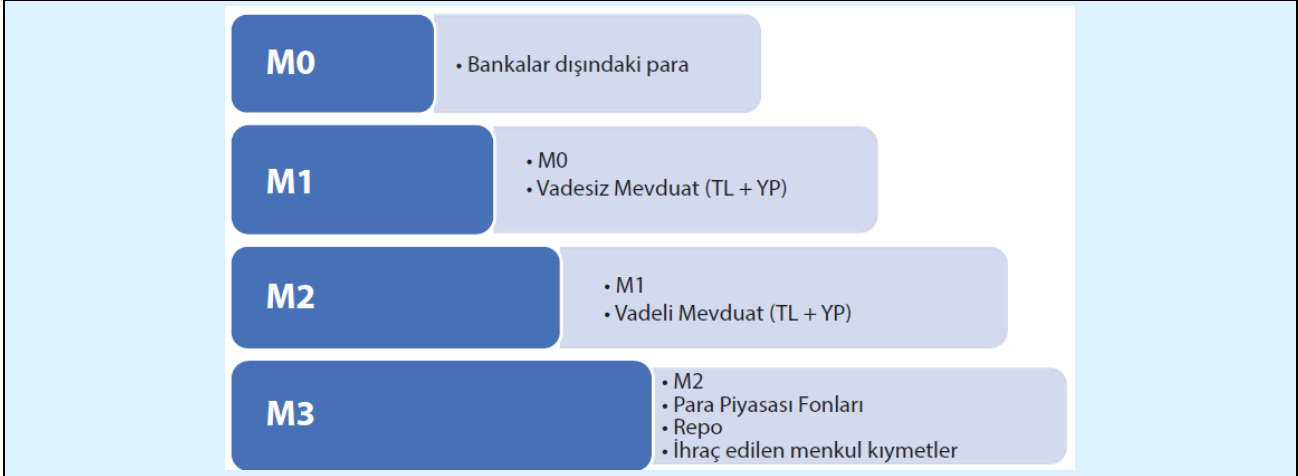 M0
• Bankalar dışındaki para
M1
• M0
• Vadesiz Mevduat (TL + YP)
M2
• M1
• Vadeli Mevduat (TL + YP)
M3
• M2
• Para Piyasası Fonları
• Repo
• İhraç edilen menkul kıymetler